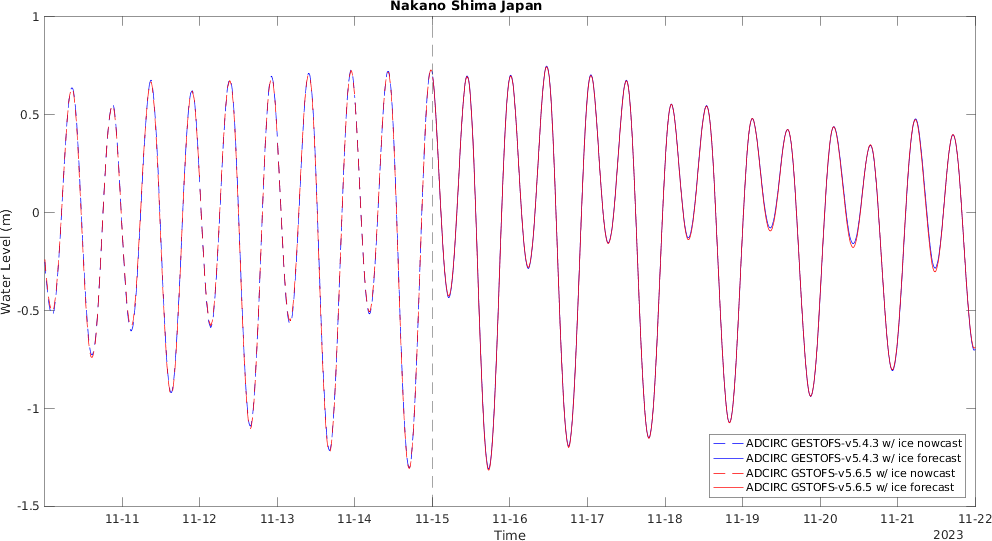 Nakano Shima Japan
1
0.5
0
-0.5
-1
-1.5
Water Level (m)
ADCIRC GESTOFS-v5.4.3 w/ ice nowcast
ADCIRC GESTOFS-v5.4.3 w/ ice forecast
ADCIRC GSTOFS-v5.6.5 w/ ice nowcast
ADCIRC GSTOFS-v5.6.5 w/ ice forecast
11-11 11-12 11-13 11-14 11-15 11-16 11-17 11-18 11-19 11-20 11-21 11-22
Time
2023